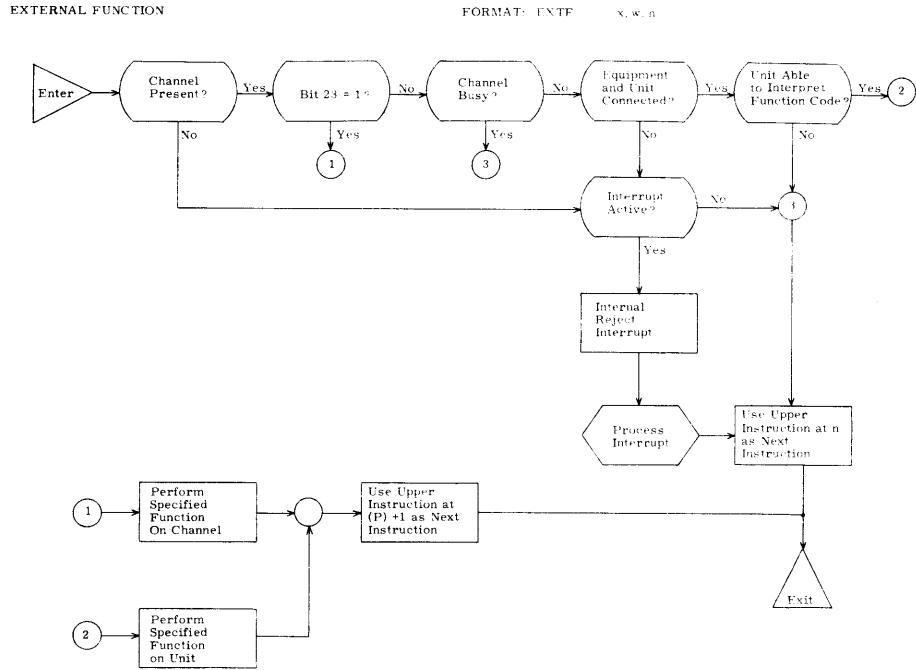 EXTERNAL FUNCTION
FORMAT: EXTF x, w, n
Enter
Channel
Present?
Yes
Bit 23 = 1?
No
Channel
Busy?
No
Equipment
and Unit
Connected?
Yes
Unit Able
to Interpret
Function Code?
Yes
2
No
Yes
Yes
No
No
1
3
Interrupt
Active?
No
3
Yes
Internal
Reject
Interrupt
Process
Interrupt
Use Upper
Instruction at n
as Next
Instruction
1
Perform
Specified
Function
On Channel
Use Upper
Instruction at
(P) +1 as Next
Instruction
Exit
2
Perform
Specified
Function
on Unit